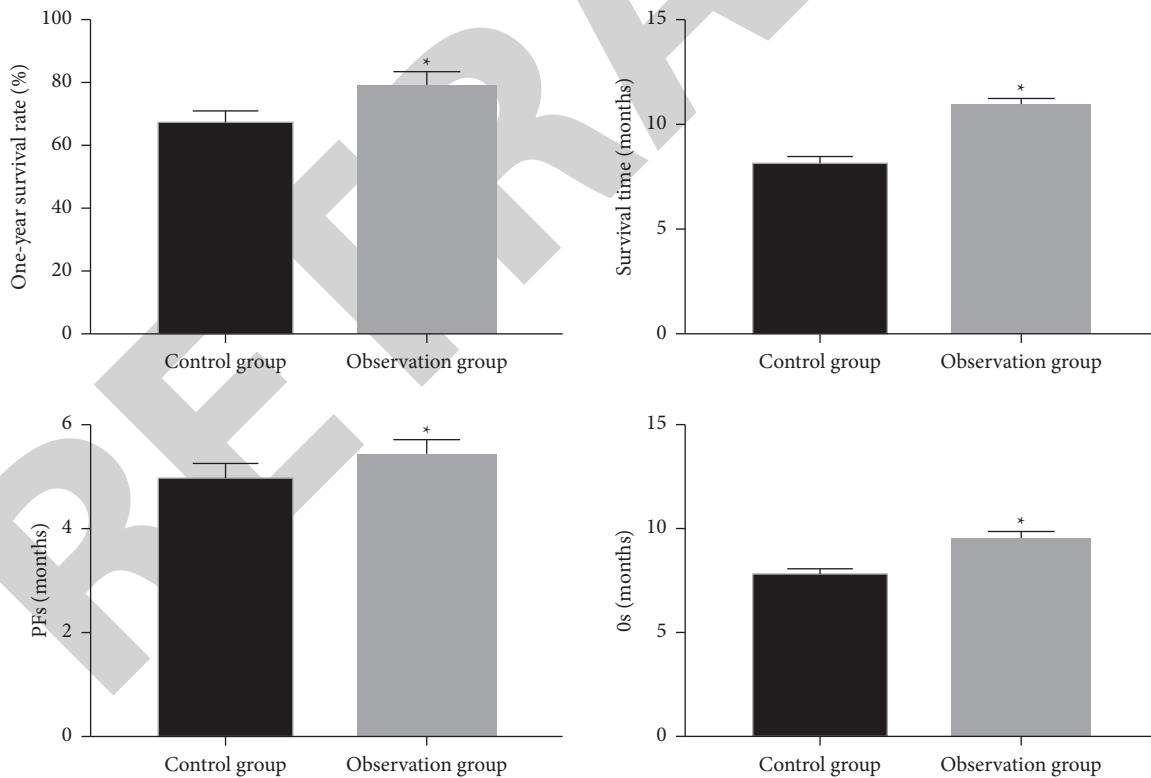 One-year survival rate (%)
100
80
60
40
20
0
*
Control group
Observation group
Survival time (months)
15
10
5
0
*
Control group
Observation group
PFs (months)
6
4
2
0
*
Control group
Observation group
0s (months)
15
10
5
0
*
Control group
Observation group
RETRA